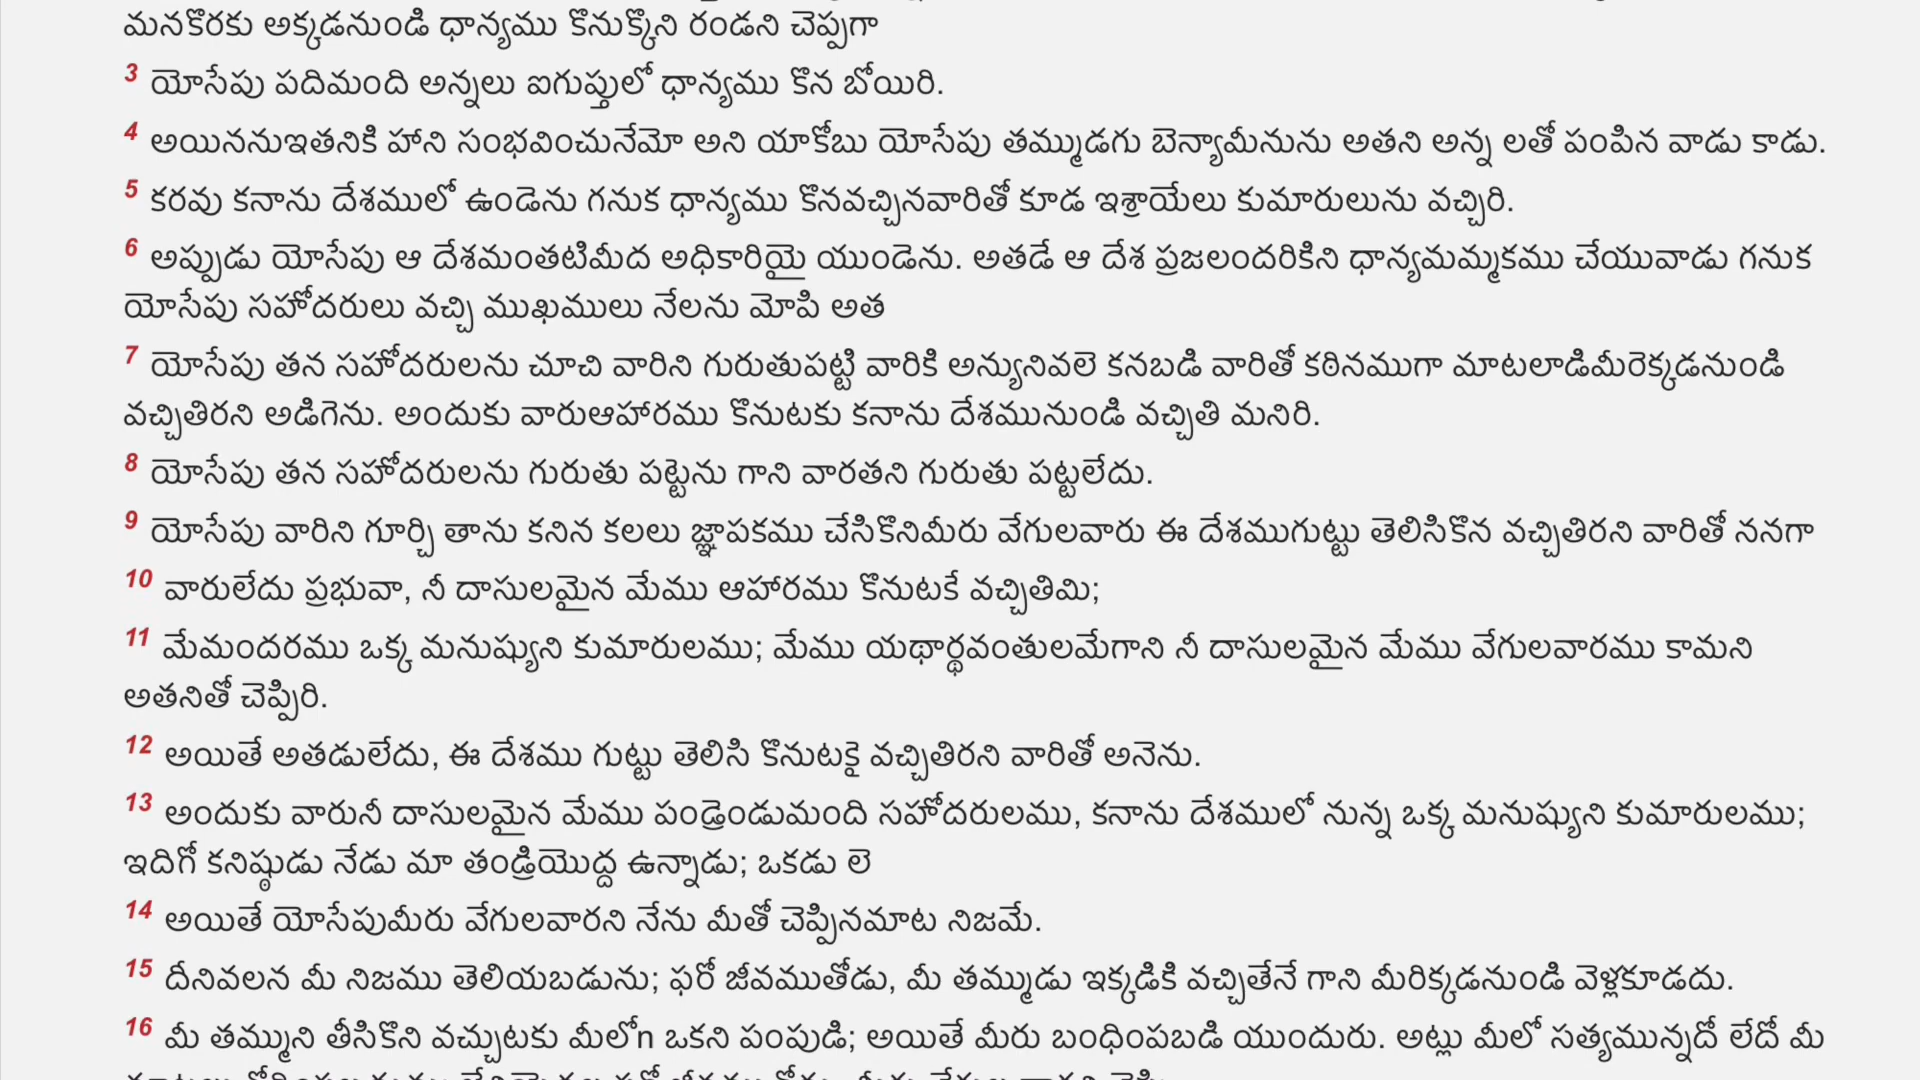 మనకొరకు అక్కడనుండి ధాన్యము కొనుక్కొని రండని చెప్పగా
3 యోసేపు పదిమంది అన్నలు ఐగుప్తులో ధాన్యము కొన బోయిరి.
4 అయిననుఇతనికి హాని సంభవించునేమో అని యాకోబు యోసేపు తమ్ముడగు బెన్యామీనును అతని అన్న లతో పంపిన వాడు కాడు.
5 కరవు కనాను దేశములో ఉండెను గనుక ధాన్యము కొనవచ్చినవారితో కూడ ఇశ్రాయేలు కుమారులును వచ్చిరి.
6 అప్పుడు యోసేపు ఆ దేశమంతటిమీద అధికారియై యుండెను. అతడే ఆ దేశ ప్రజలందరికిని ధాన్యమమ్మకము చేయువాడు గనుక
యోసేపు సహోదరులు వచ్చి ముఖములు నేలను మోపి అత
7 యోసేపు తన సహోదరులను చూచి వారిని గురుతుపట్టి వారికి అన్యునివలె కనబడి వారితో కఠినముగా మాటలాడిమీరెక్కడనుండి
వచ్చితిరని అడిగెను. అందుకు వారుఆహారము కొనుటకు కనాను దేశమునుండి వచ్చితి మనిరి.
8 యోసేపు తన సహోదరులను గురుతు పట్టెను గాని వారతని గురుతు పట్టలేదు.
9 యోసేపు వారిని గూర్చి తాను కనిన కలలు జ్ఞాపకము చేసికొనిమీరు వేగులవారు ఈ దేశముగుట్టు తెలిసికొన వచ్చితిరని వారితో ననగా
10 వారులేదు ప్రభువా, నీ దాసులమైన మేము ఆహారము కొనుటకే వచ్చితిమి;
11 మేమందరము ఒక్క మనుష్యుని కుమారులము; మేము యథార్థవంతులమేగాని నీ దాసులమైన మేము వేగులవారము కామని
అతనితో చెప్పిరి.
12 అయితే అతడులేదు, ఈ దేశము గుట్టు తెలిసి కొనుటకై వచ్చితిరని వారితో అనెను.
13 అందుకు వారునీ దాసులమైన మేము పండ్రెండుమంది సహోదరులము, కనాను దేశములో నున్న ఒక్క మనుష్యుని కుమారులము;
ఇదిగో కనిష్ఠుడు నేడు మా తండ్రియొద్ద ఉన్నాడు; ఒకడు లె
14 అయితే యోసేపుమీరు వేగులవారని నేను మీతో చెప్పినమాట నిజమే.
15 దీనివలన మీ నిజము తెలియబడును; ఫరో జీవముతోడు, మీ తమ్ముడు ఇక్కడికి వచ్చితేనే గాని మీరిక్కడనుండి వెళ్లకూడదు.
16 మీ తమ్ముని తీసికొని వచ్చుటకు మీలోn ఒకని పంపుడి; అయితే మీరు బంధింపబడి యుందురు. అట్లు మీలో సత్యమున్నదో లేదో మీ